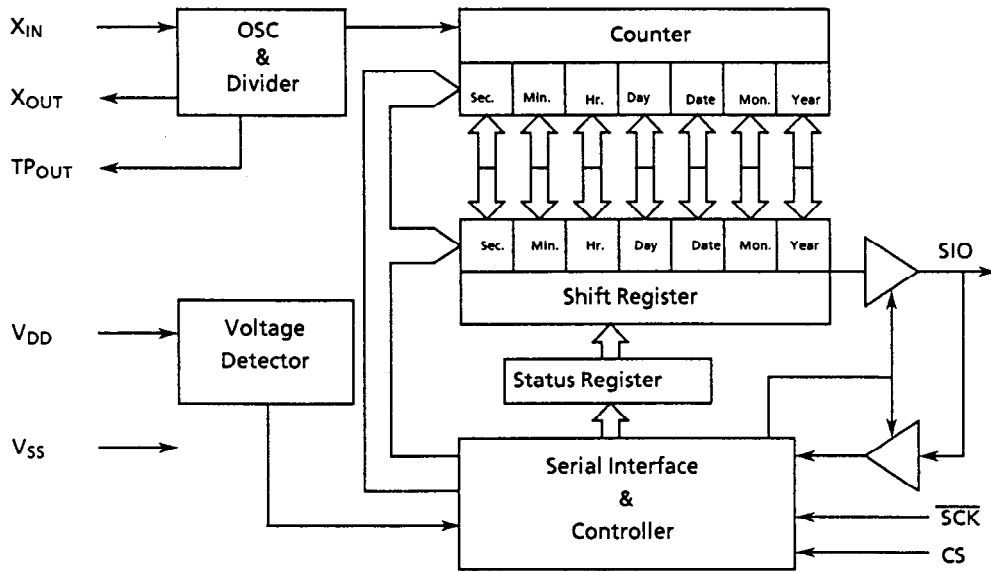 X_IN
OSC
&
Divider
Counter
Sec. Min. Hr. Day Date Mon. Year
X_OUT
TP_OUT
Sec. Min. Hr. Day Date Mon. Year
SIO
Shift Register
V_DD
Voltage
Detector
Status Register
V_SS
Serial Interface
&
Controller
S̅C̅K̅
CS